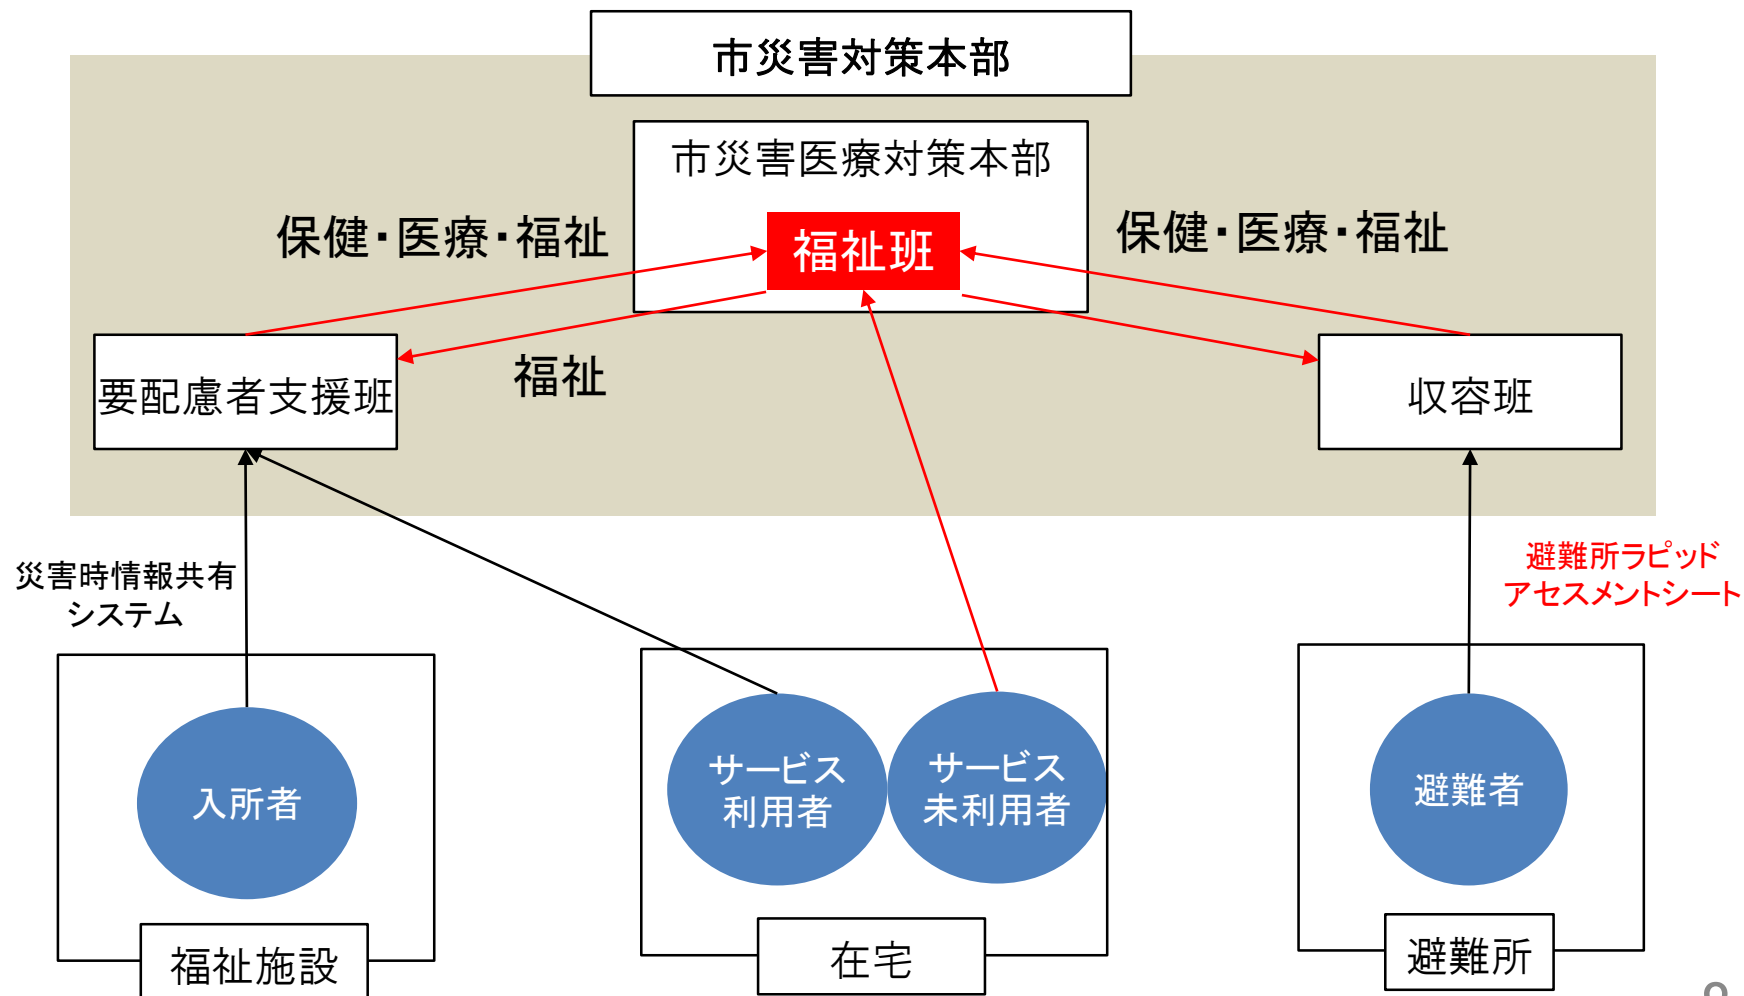 市災害対策本部
市災害医療対策本部
保健・医療・福祉
福祉班
保健・医療・福祉
要配慮者支援班
福祉
収容班
災害時情報共有
システム
避難所ラピッド
アセスメントシート
入所者
サービス
利用者
サービス
未利用者
避難者
福祉施設
在宅
避難所